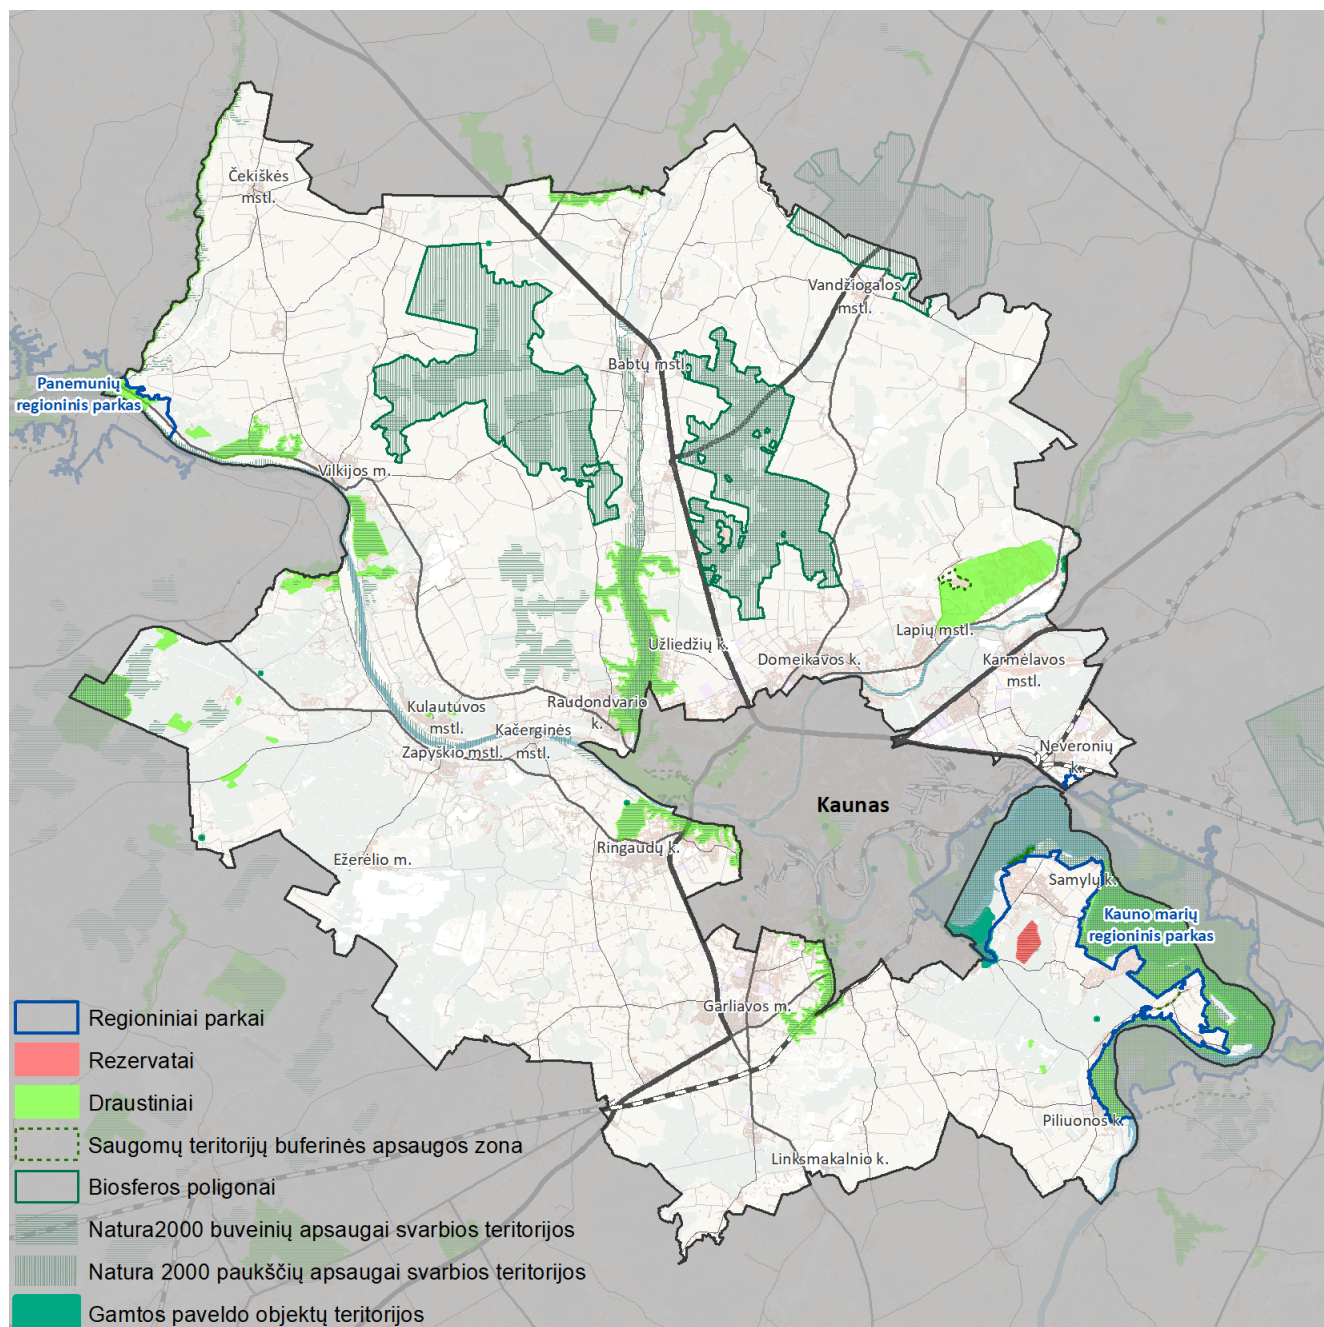 Čekiškės
mstl.
Vandžiogalos
mstl.
Babtų mstl.
Panemunių
regioninis parkas
Vilkijos m.
Lapių mstl.
Užliedžių k.
Domeikavos k.
Karmėlavos
mstl.
Kulautuvos
mstl.
Raudondvario
k.
Kačerginės
mstl.
Zapyškio mstl.
Neveronių
k.
Kaunas
Ringaudų k.
Ežerėlio m.
Samylų k.
Kauno marių
regioninis parkas
Garliavos m.
Piliuonos k.
Linksmakalnio k.
Regioniniai parkai
Rezervatai
Draustiniai
Saugomų teritorijų buferinės apsaugos zona
Biosferos poligonai
Natura2000 buveinių apsaugai svarbios teritorijos
Natura 2000 paukščių apsaugai svarbios teritorijos
Gamtos paveldo objektų teritorijos